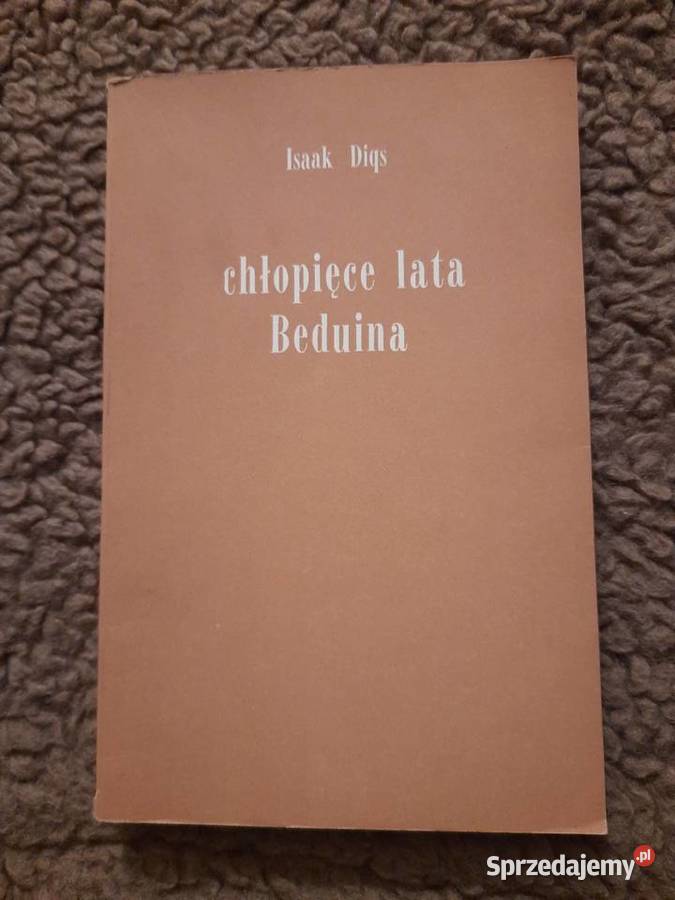 Isaak Diqs
chłopięce lata
Beduina
Sprzedajemy.pl